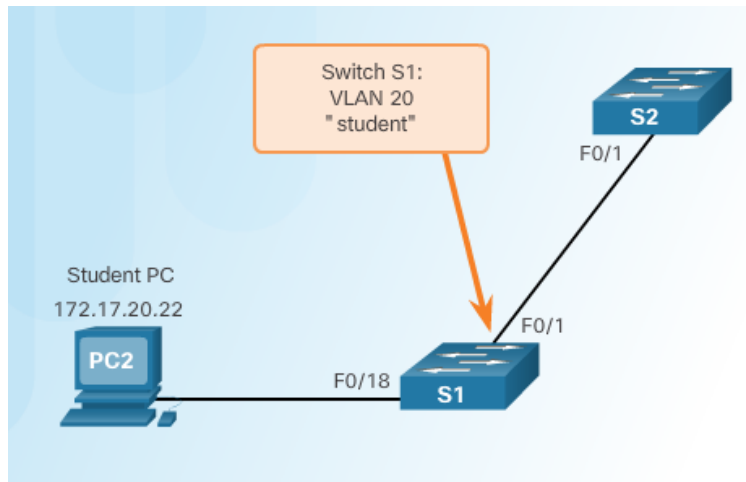 Switch S1:
VLAN 20
" student"
S2
F0/1
Student PC
172.17.20.22
F0/1
PC2
F0/18
S1